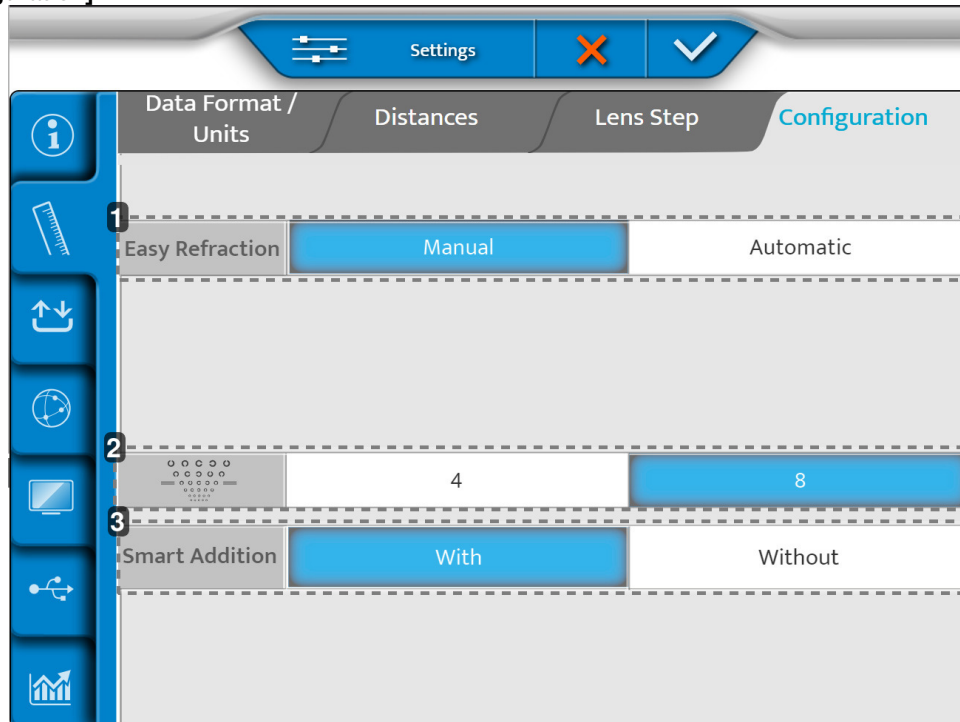 Settings
Data Format /
Units
Distances
Lens Step
Configuration
1
Easy Refraction
Manual
Automatic
2
4
8
3
Smart Addition
With
Without